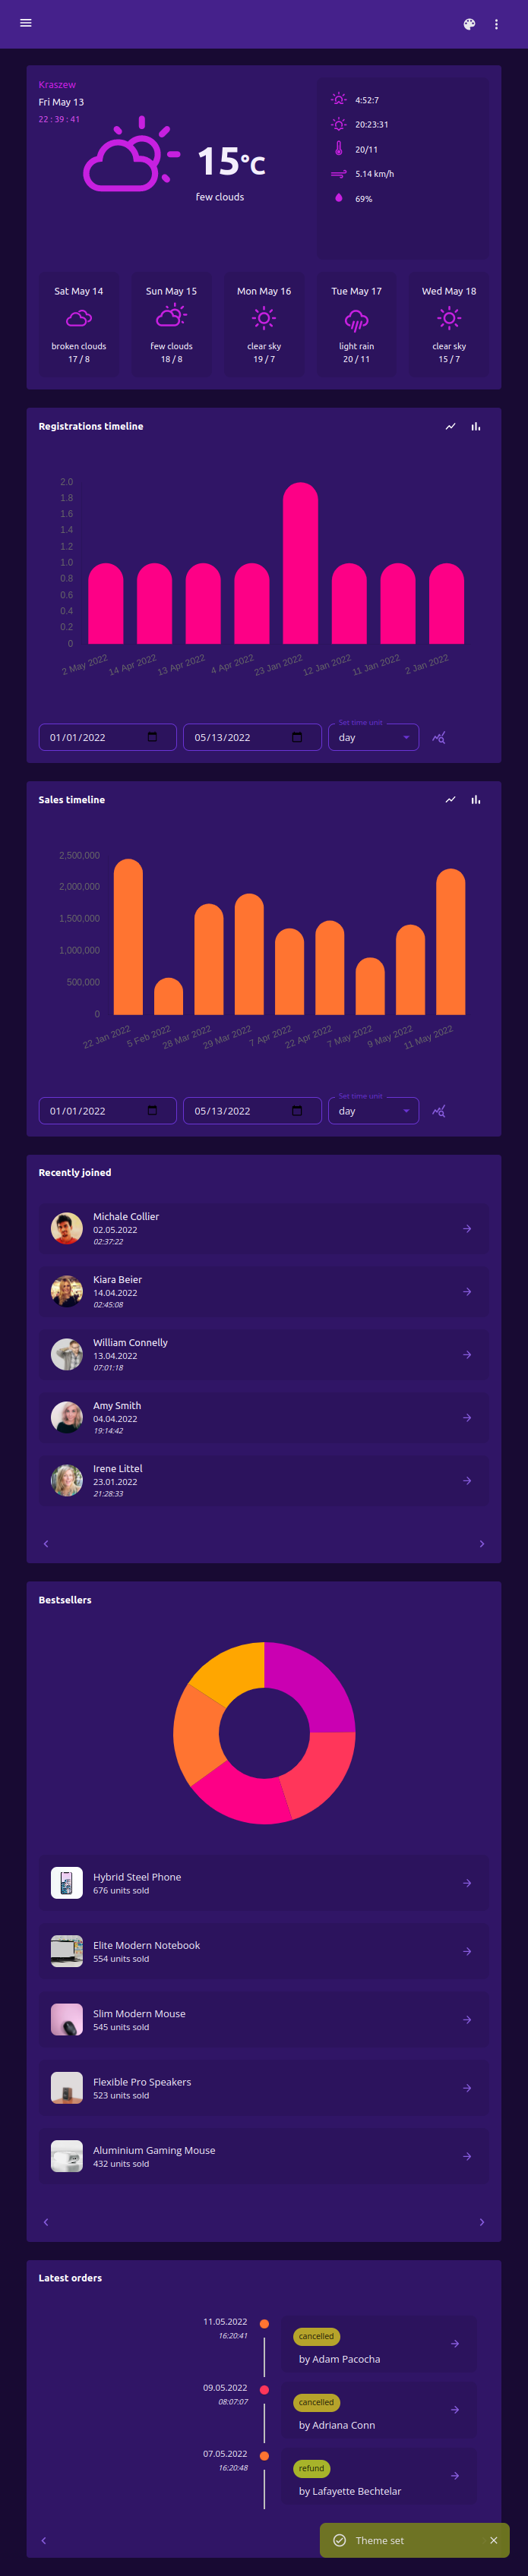 Kraszew
Fri May 13
22 : 39 : 41
15°C
few clouds
4:52:7
20:23:31
20/11
5.14 km/h
69%
Sat May 14
broken clouds
17 / 8
Sun May 15
few clouds
18 / 8
Mon May 16
clear sky
19 / 7
Tue May 17
light rain
20 / 11
Wed May 18
clear sky
15 / 7
Registrations timeline
2.0
1.8
1.6
1.4
1.2
1.0
0.8
0.6
0.4
0.2
0
2 May 2022
14 Apr 2022
13 Apr 2022
4 Apr 2022
23 Jan 2022
12 Jan 2022
11 Jan 2022
2 Jan 2022
01/01/2022
05/13/2022
Set time unit
day
Sales timeline
2,500,000
2,000,000
1,500,000
1,000,000
500,000
0
22 Jan 2022
5 Feb 2022
28 Mar 2022
29 Mar 2022
7 Apr 2022
22 Apr 2022
7 May 2022
9 May 2022
11 May 2022
01/01/2022
05/13/2022
Set time unit
day
Recently joined
Michale Collier
02.05.2022
02:37:22
Kiara Beier
14.04.2022
02:45:08
William Connelly
13.04.2022
07:01:18
Amy Smith
04.04.2022
19:14:42
Irene Littel
23.01.2022
21:28:33
Bestsellers
Hybrid Steel Phone
676 units sold
Elite Modern Notebook
554 units sold
Slim Modern Mouse
545 units sold
Flexible Pro Speakers
523 units sold
Aluminium Gaming Mouse
432 units sold
Latest orders
11.05.2022
16:20:41
cancelled
by Adam Pacocha
09.05.2022
08:07:07
cancelled
by Adriana Conn
07.05.2022
16:20:48
refund
by Lafayette Bechtelar
Theme set